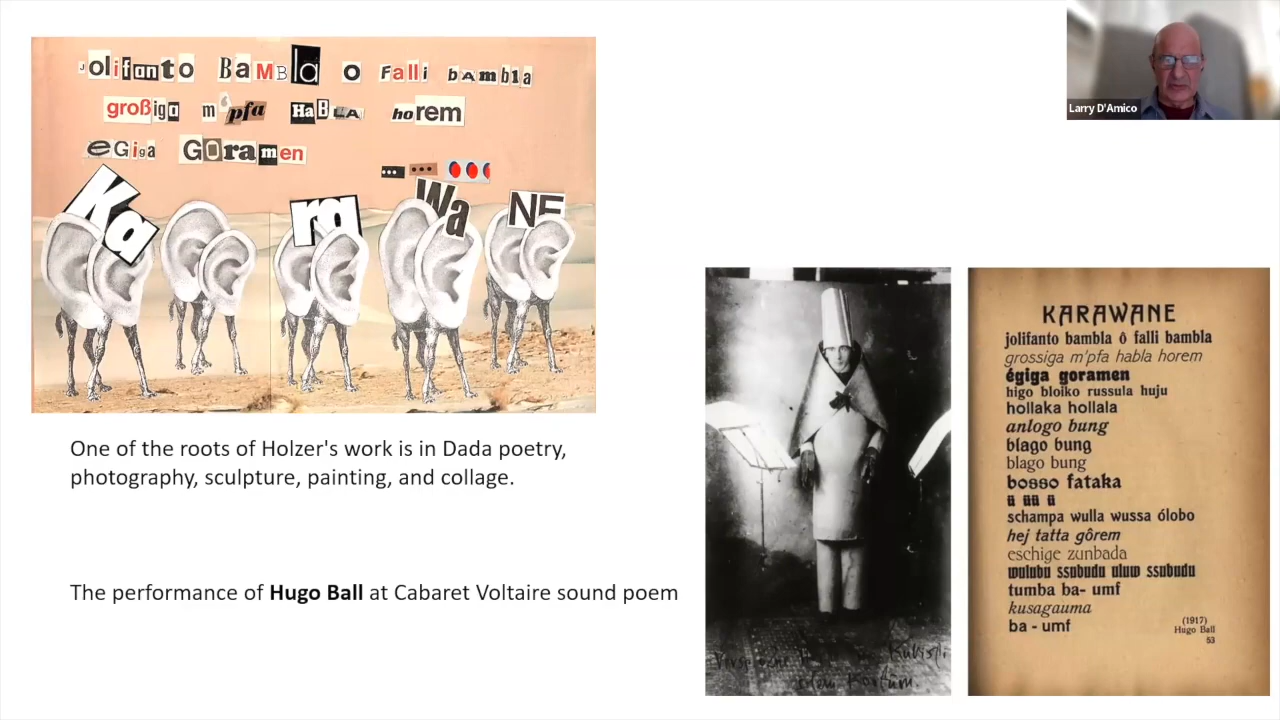 Jolifanto BaMBla o Falli bambla
großiga m'pfa HaBLA horem
eGiga GOramen
Ka
ra
Wa
NE
One of the roots of Holzer's work is in Dada poetry,
photography, sculpture, painting, and collage.
The performance of Hugo Ball at Cabaret Voltaire sound poem
Larry D'Amico
KARAWANE
jolifanto bambla ô falli bambla
grossiga m'pfa habla horem
égiga goramen
higo bloiko russula huju
hollaka hollala
anlogo bung
blago bung
blago bung
bosso fataka
ü üü ü
schampa wulla wussa ólobo
hej tatta gôrem
eschige zunbada
wulubu ssubudu uluw ssubudu
tumba ba- umf
kusagauma
ba - umf
(1917)
Hugo Ball
53